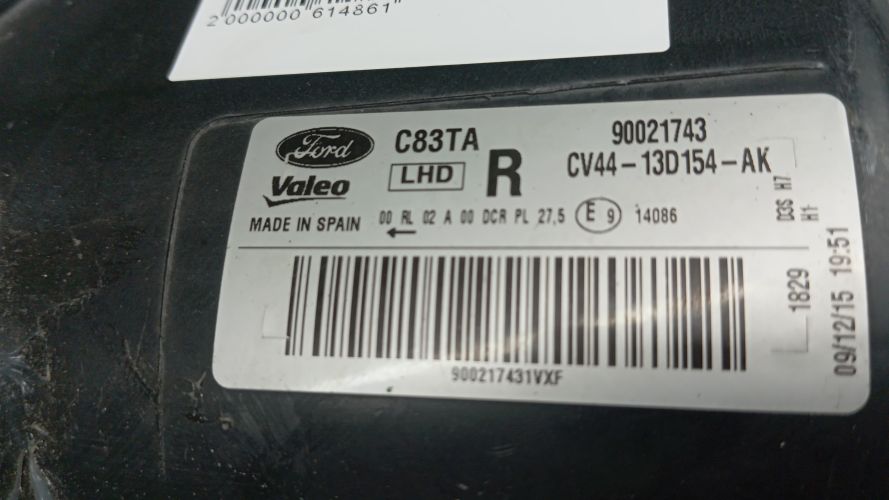 2 000000 614861
Ford
C83TA
90021743
Valeo
LHD
R
CV44-13D154-AK
MADE IN SPAIN
00 RL 02 A 00 DCR PL 27,5 E 9 14086
D3S H7
H1
1829
09/12/15 19:51
900217431VXF